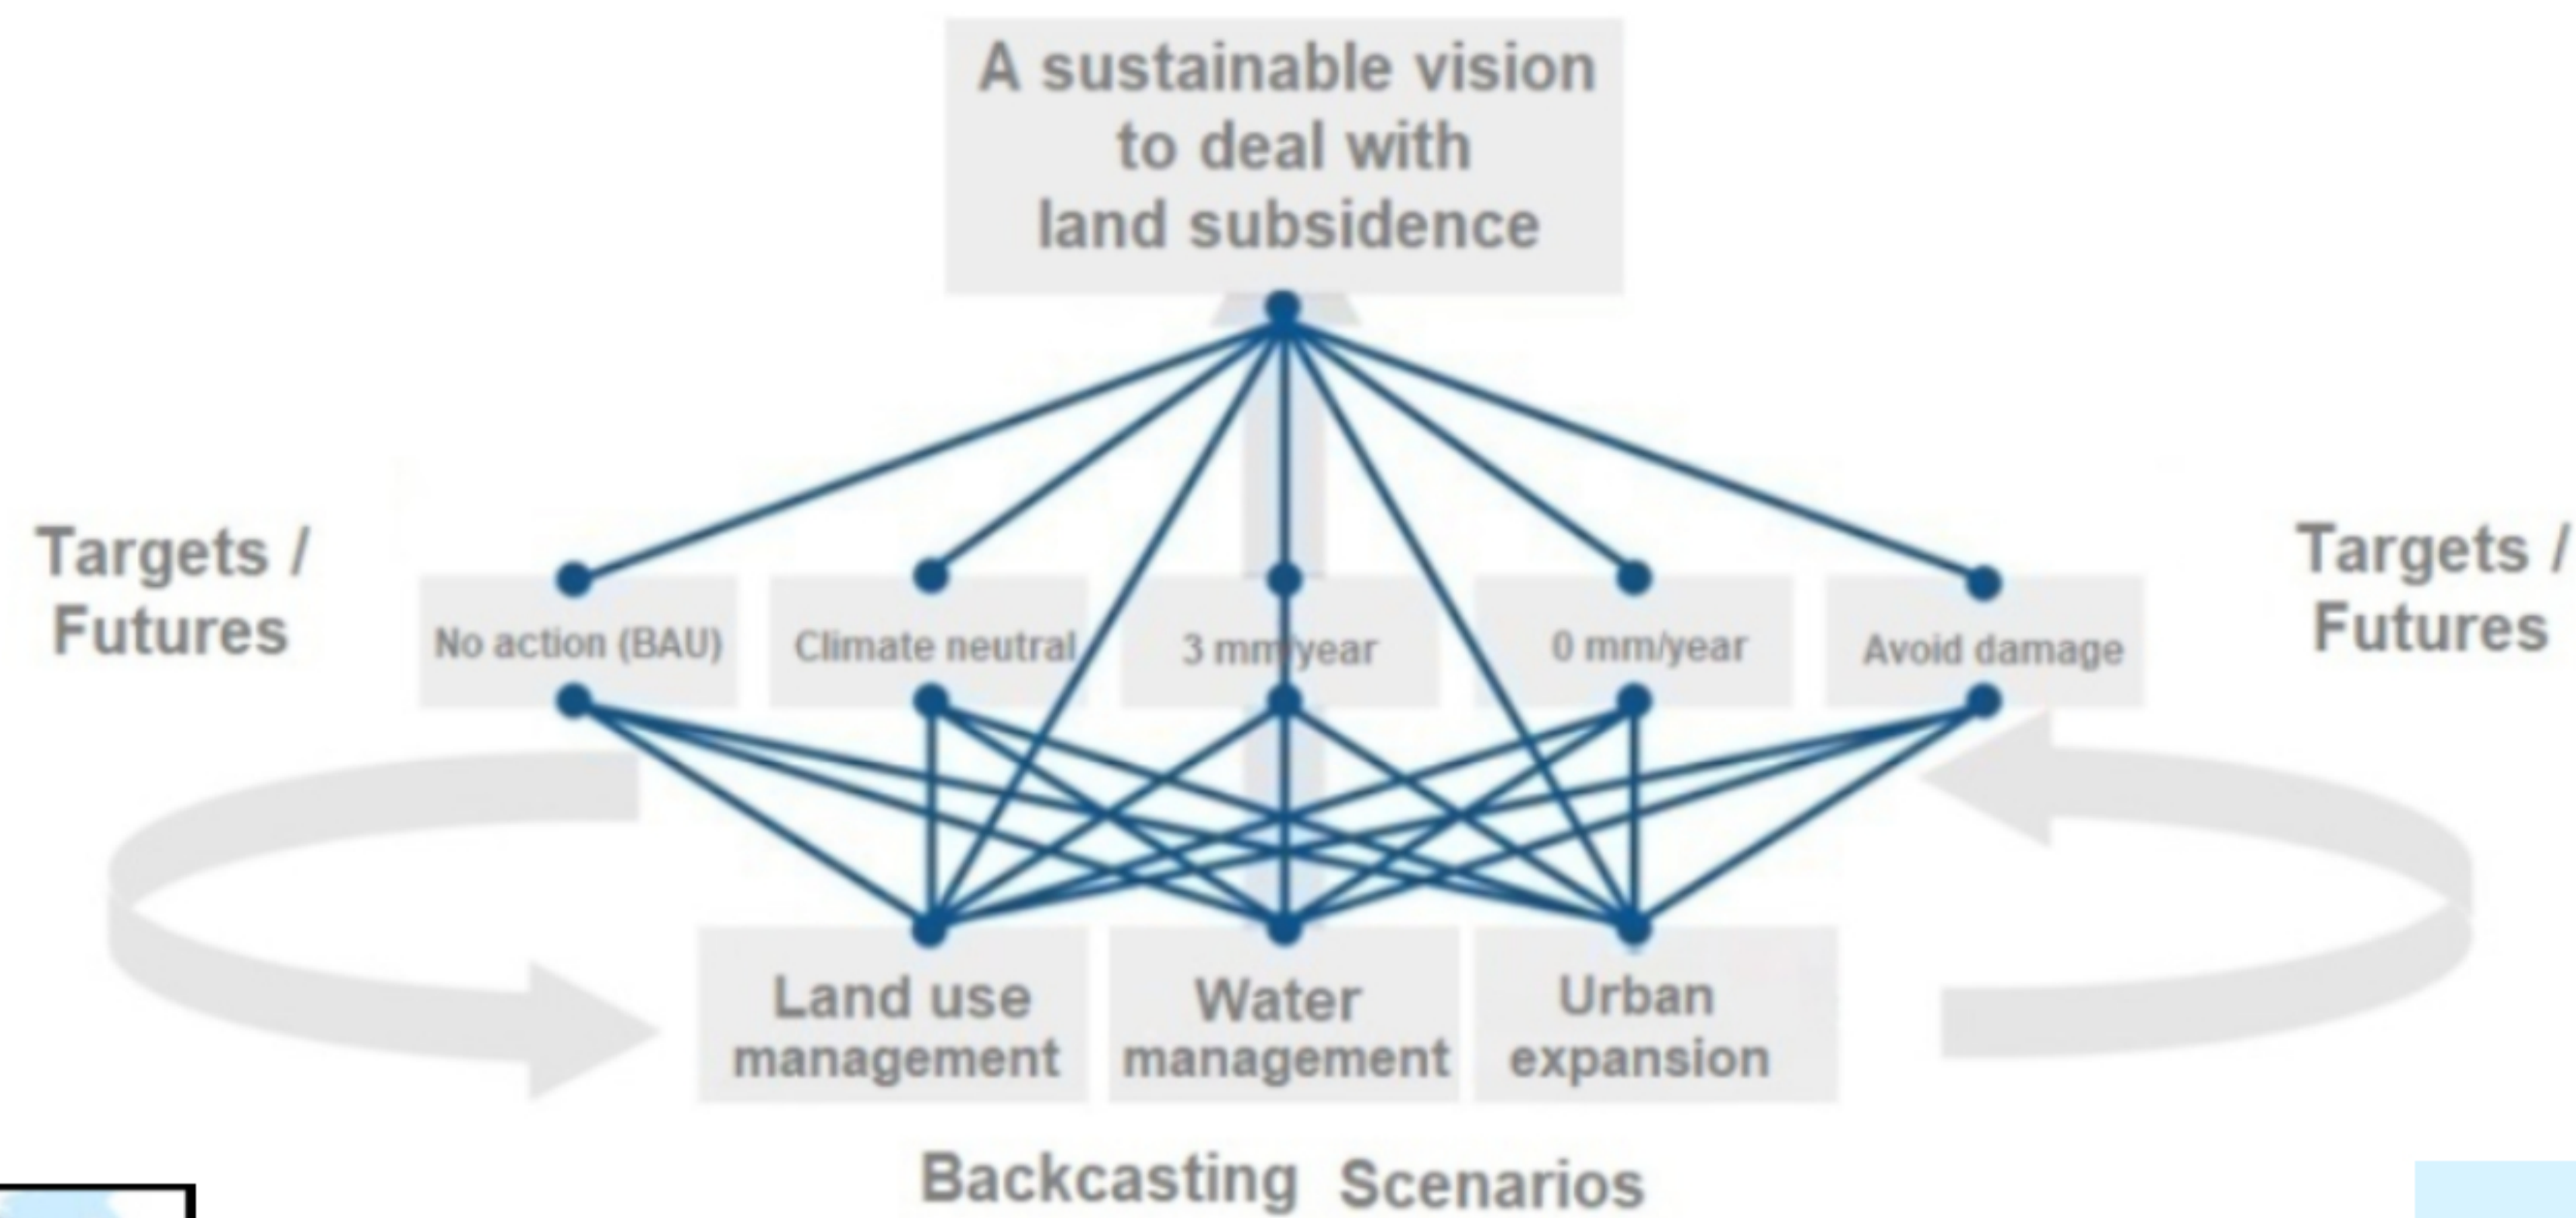 A sustainable vision
to deal with
land subsidence
Targets /
Futures
No action (BAU)
Climate neutral
3 mm/year
0 mm/year
Avoid damage
Targets /
Futures
Land use
management
Water
management
Urban
expansion
Backcasting Scenarios